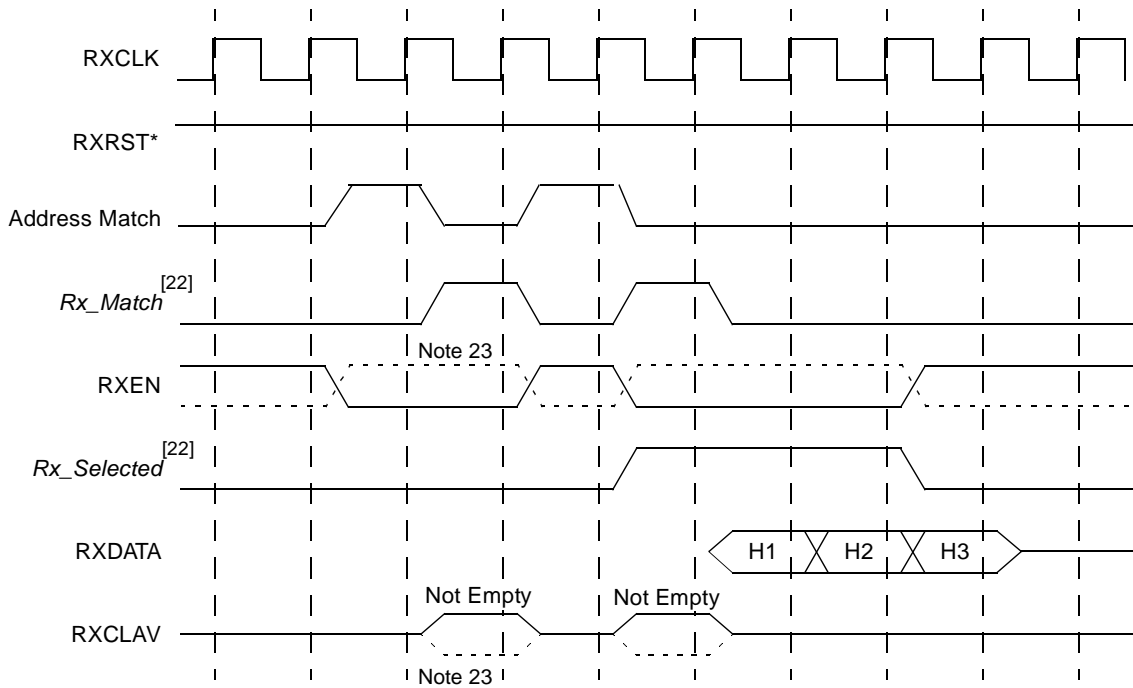 RXCLK
RXRST*
Address Match
Rx_Match[22]
Note 23
RXEN
Rx_Selected[22]
RXDATA H1 H2 H3
Not Empty Not Empty
RXCLAV
Note 23